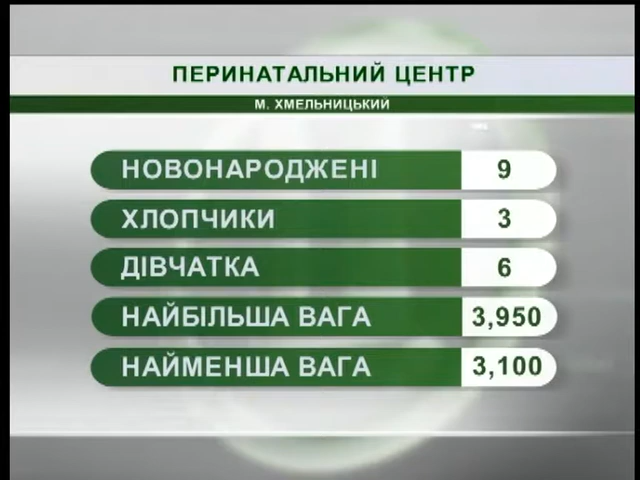 ПЕРИНАТАЛЬНИЙ ЦЕНТР
М. ХМЕЛЬНИЦЬКИЙ
НОВОНАРОДЖЕНІ 9
ХЛОПЧИКИ 3
ДІВЧАТКА 6
НАЙБІЛЬША ВАГА 3,950
НАЙМЕНША ВАГА 3,100